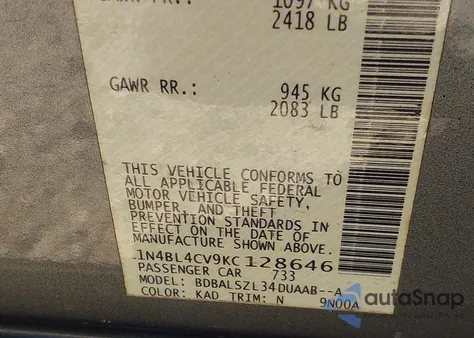 GAWR FR.: 1097 KG
2418 LB
GAWR RR.: 945 KG
2083 LB
THIS VEHICLE CONFORMS TO
ALL APPLICABLE FEDERAL
MOTOR VEHICLE SAFETY,
BUMPER, AND THEFT
PREVENTION STANDARDS IN
EFFECT ON THE DATE OF
MANUFACTURE SHOWN ABOVE.
1N4BL4CV9KC128646
PASSENGER CAR 733
MODEL: BDBALSZL34DUAAB--A
COLOR: KAD TRIM: N 9N00A
autoSnap